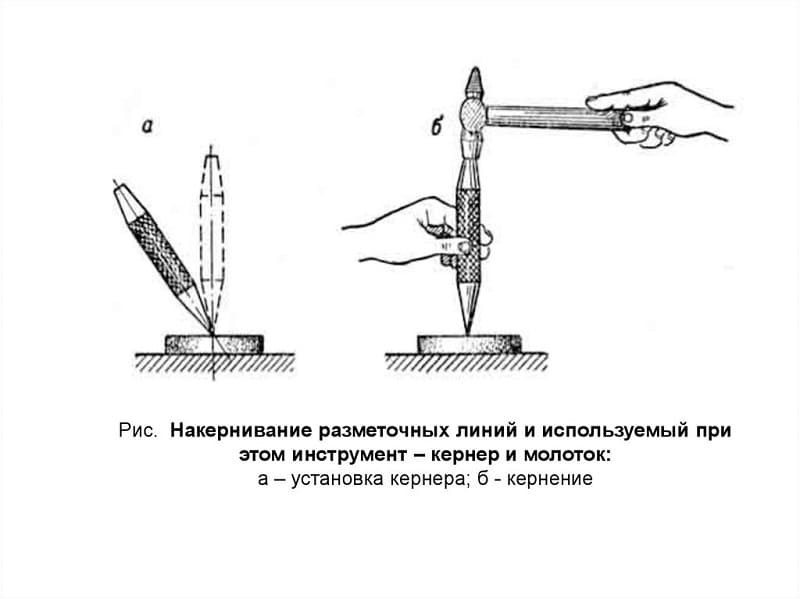 а
б
Рис. Накернивание разметочных линий и используемый при
этом инструмент – кернер и молоток:
а – установка кернера; б - кернение